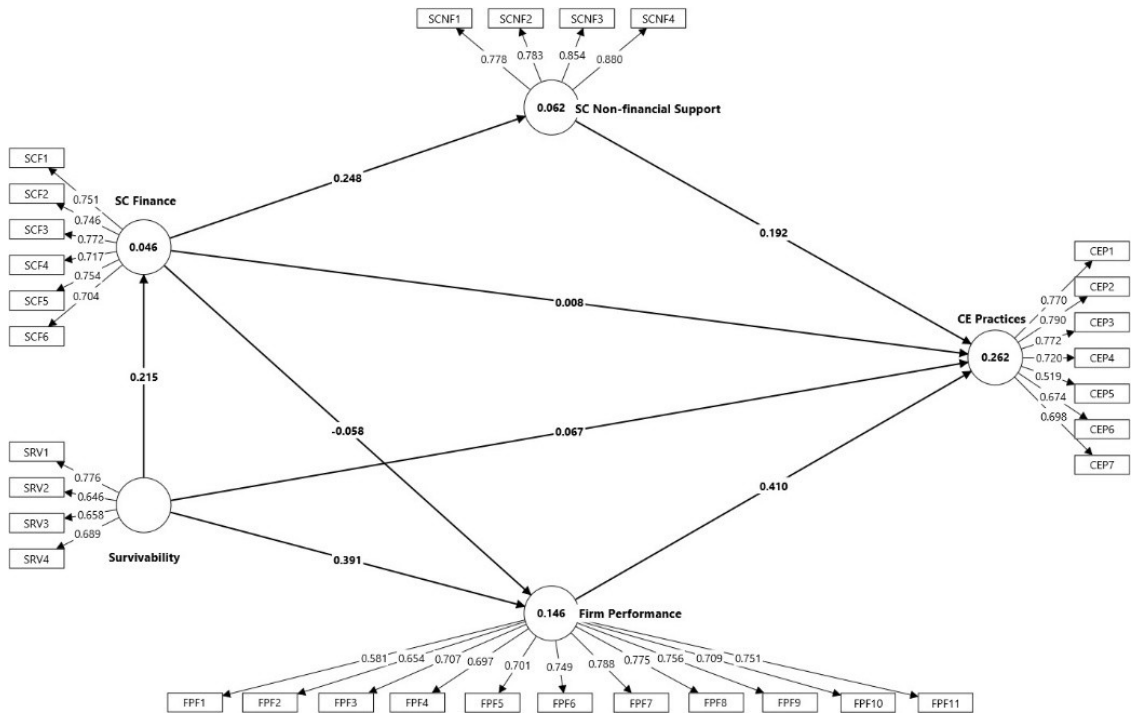 SCNF1 SCNF2 SCNF3 SCNF4
0.778 0.783 0.854 0.880
0.062 SC Non-financial Support
SCF1
SCF2
SCF3
SCF4
SCF5
SCF6
0.751
0.746
0.772
0.717
0.754
0.704
SC Finance
0.046
0.248
0.192
0.008
0.215
-0.058
0.067
0.410
0.391
CE Practices
0.262
0.770
0.790
0.772
0.720
0.519
0.674
0.698
CEP1
CEP2
CEP3
CEP4
CEP5
CEP6
CEP7
SRV1
SRV2
SRV3
SRV4
0.776
0.646
0.658
0.689
Survivability
0.146 Firm Performance
0.581 0.654 0.707 0.697 0.701 0.749 0.788 0.775 0.756 0.709 0.751
FPF1 FPF2 FPF3 FPF4 FPF5 FPF6 FPF7 FPF8 FPF9 FPF10 FPF11